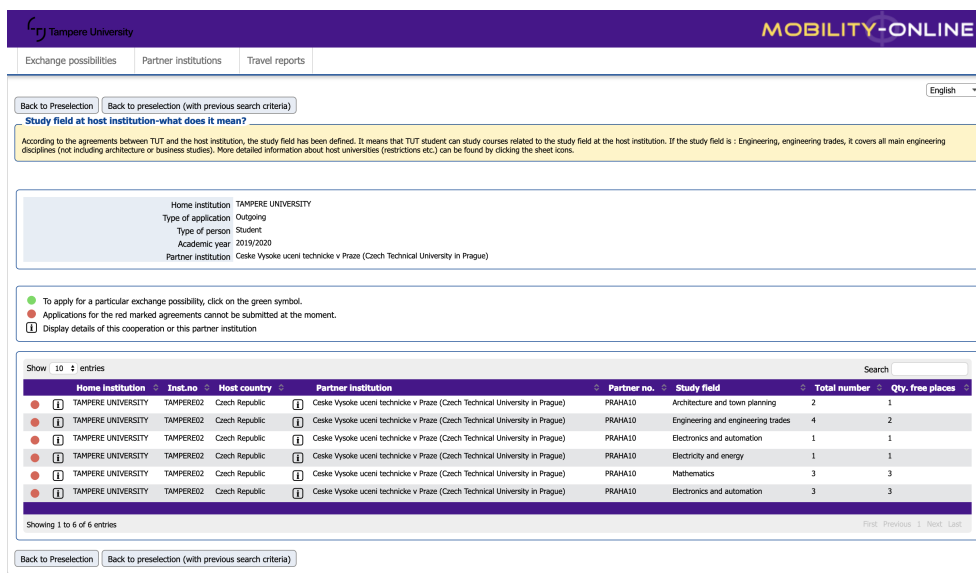 Tampere University
MOBILITY-ONLINE
Exchange possibilities Partner institutions Travel reports
English
Back to Preselection Back to preselection (with previous search criteria)
Study field at host institution-what does it mean?
According to the agreements between TUT and the host institution, the study field has been defined. It means that TUT student can study courses related to the study field at the host institution. If the study field is : Engineering, engineering trades, it covers all main engineering
disciplines (not including architecture or business studies). More detailed information about host universities (restrictions etc.) can be found by clicking the sheet icons.
Home institution TAMPERE UNIVERSITY
Type of application Outgoing
Type of person Student
Academic year 2019/2020
Partner institution Ceske Vysoke uceni technicke v Praze (Czech Technical University in Prague)
To apply for a particular exchange possibility, click on the green symbol.
Applications for the red marked agreements cannot be submitted at the moment.
i Display details of this cooperation or this partner institution
Show 10 entries Search
Home institution Inst.no Host country Partner institution Partner no. Study field Total number Qty. free places
i TAMPERE UNIVERSITY TAMPERE02 Czech Republic i Ceske Vysoke uceni technicke v Praze (Czech Technical University in Prague) PRAHA10 Architecture and town planning 2 1
i TAMPERE UNIVERSITY TAMPERE02 Czech Republic i Ceske Vysoke uceni technicke v Praze (Czech Technical University in Prague) PRAHA10 Engineering and engineering trades 4 2
i TAMPERE UNIVERSITY TAMPERE02 Czech Republic i Ceske Vysoke uceni technicke v Praze (Czech Technical University in Prague) PRAHA10 Electronics and automation 1 1
i TAMPERE UNIVERSITY TAMPERE02 Czech Republic i Ceske Vysoke uceni technicke v Praze (Czech Technical University in Prague) PRAHA10 Electricity and energy 1 1
i TAMPERE UNIVERSITY TAMPERE02 Czech Republic i Ceske Vysoke uceni technicke v Praze (Czech Technical University in Prague) PRAHA10 Mathematics 3 3
i TAMPERE UNIVERSITY TAMPERE02 Czech Republic i Ceske Vysoke uceni technicke v Praze (Czech Technical University in Prague) PRAHA10 Electronics and automation 3 3
Showing 1 to 6 of 6 entries First Previous 1 Next Last
Back to Preselection Back to preselection (with previous search criteria)